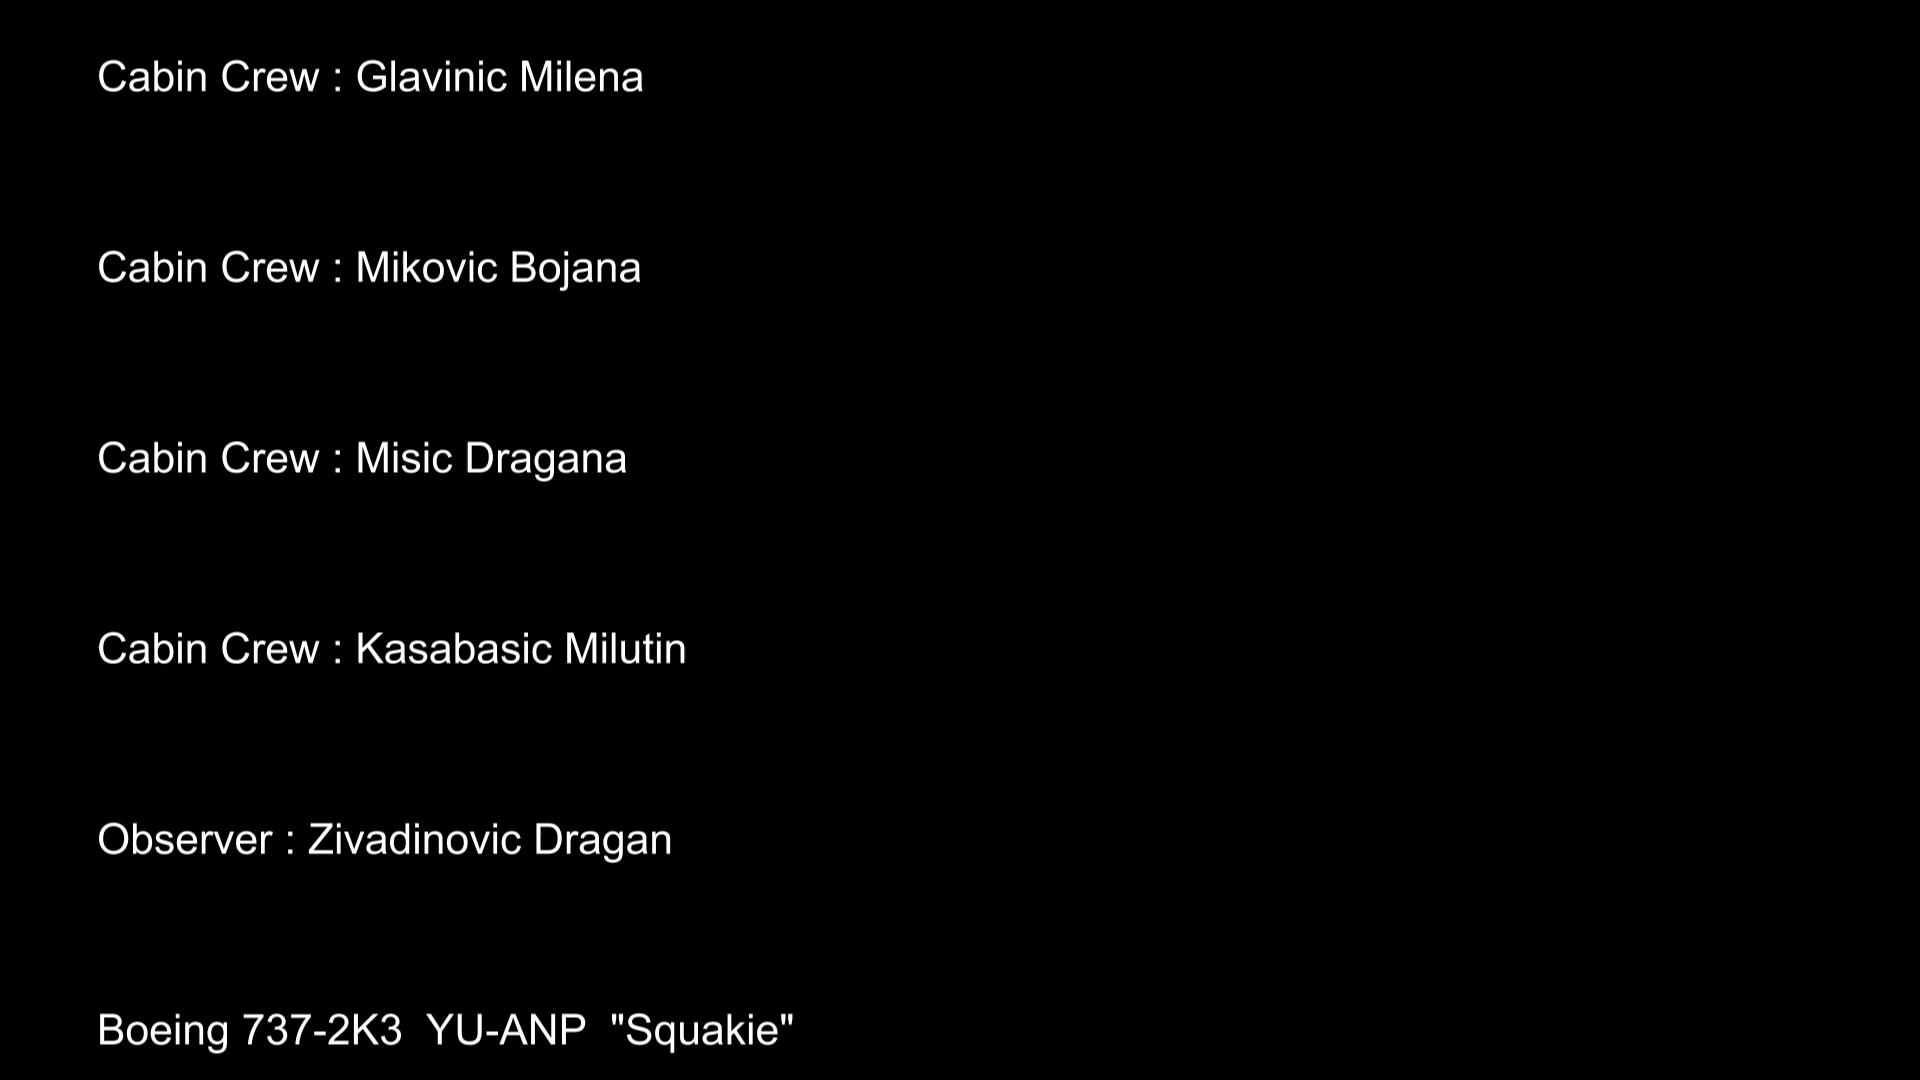 Cabin Crew : Glavinic Milena
Cabin Crew : Mikovic Bojana
Cabin Crew : Misic Dragana
Cabin Crew : Kasabasic Milutin
Observer : Zivadinovic Dragan
Boeing 737-2K3  YU-ANP  "Squakie"